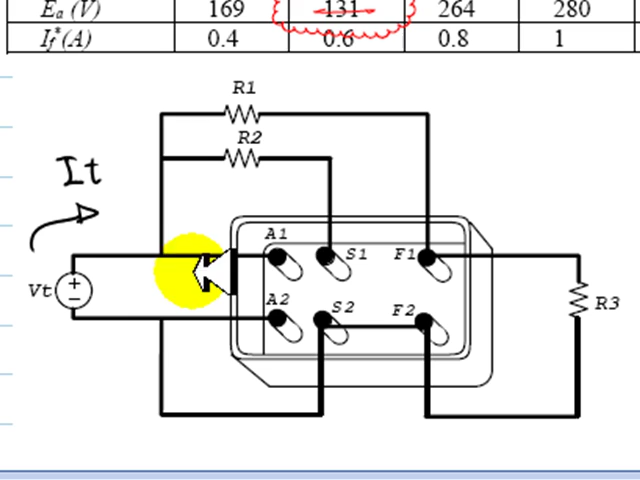 Ea (V) 169 131 264 280
If*(A) 0.4 0.6 0.8 1
R1
R2
It
A1 S1 F1
Vt
A2 S2 F2
R3